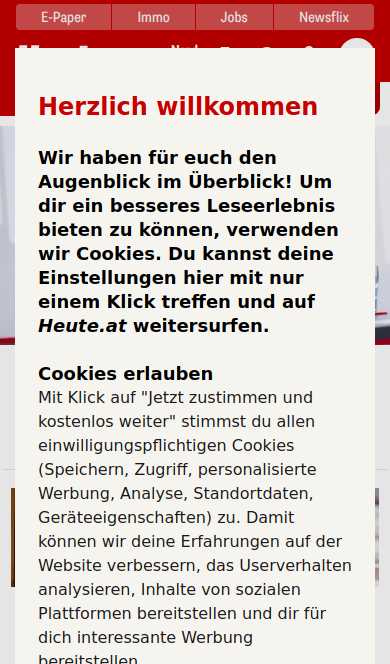 E-Paper
Immo
Jobs
Newsflix
Herzlich willkommen
Wir haben für euch den
Augenblick im Überblick! Um
dir ein besseres Leseerlebnis
bieten zu können, verwenden
wir Cookies. Du kannst deine
Einstellungen hier mit nur
einem Klick treffen und auf
Heute.at weitersurfen.
Cookies erlauben
Mit Klick auf "Jetzt zustimmen und
kostenlos weiter" stimmst du allen
einwilligungspflichtigen Cookies
(Speichern, Zugriff, personalisierte
Werbung, Analyse, Standortdaten,
Geräteeigenschaften) zu. Damit
können wir deine Erfahrungen auf der
Website verbessern, das Userverhalten
analysieren, Inhalte von sozialen
Plattformen bereitstellen und dir für
dich interessante Werbung
bereitstellen